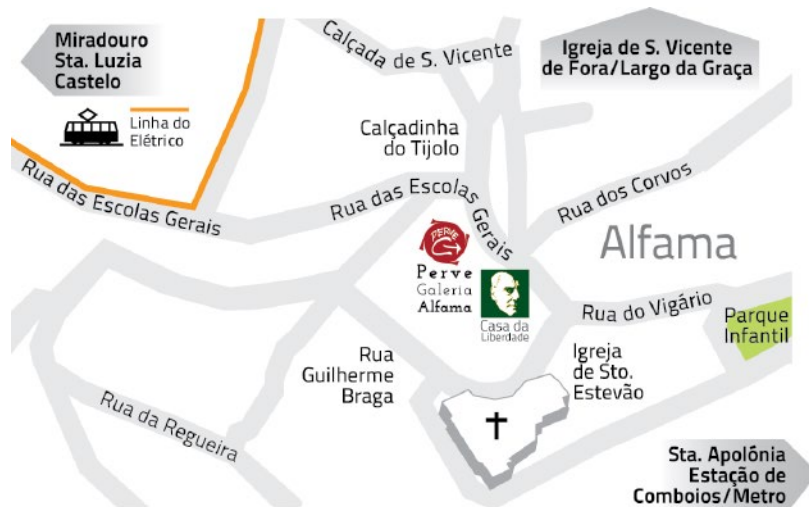 Miradouro
Sta. Luzia
Castelo
Calçada de S. Vicente
Igreja de S. Vicente
de Fora/Largo da Graça
Linha do
Elétrico
Calçadinha
do Tijolo
Rua das Escolas Gerais
Rua das Escolas Gerais
Rua dos Corvos
PERVE
Perve
Galeria
Alfama
Alfama
Casa da
Liberdade
Rua do Vigário
Parque
Infantil
Rua
Guilherme
Braga
Igreja
de Sto.
Estevão
Rua da Regueira
Sta. Apolónia
Estação de
Comboios/Metro